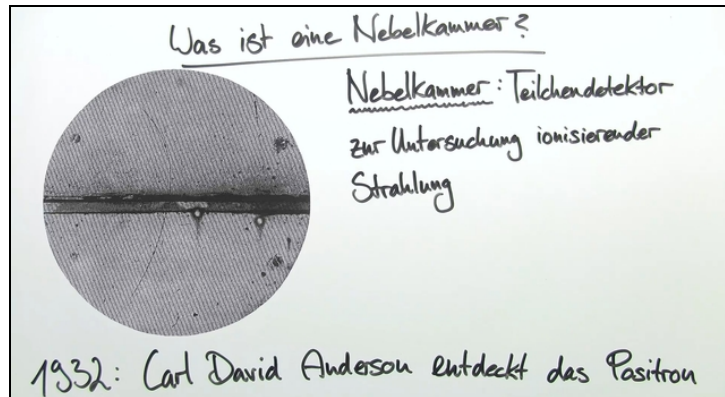 Was ist eine Nebelkammer?
Nebelkammer: Teilchendetektor
zur Untersuchung ionisierender
Strahlung
1932: Carl David Anderson entdeckt das Positron